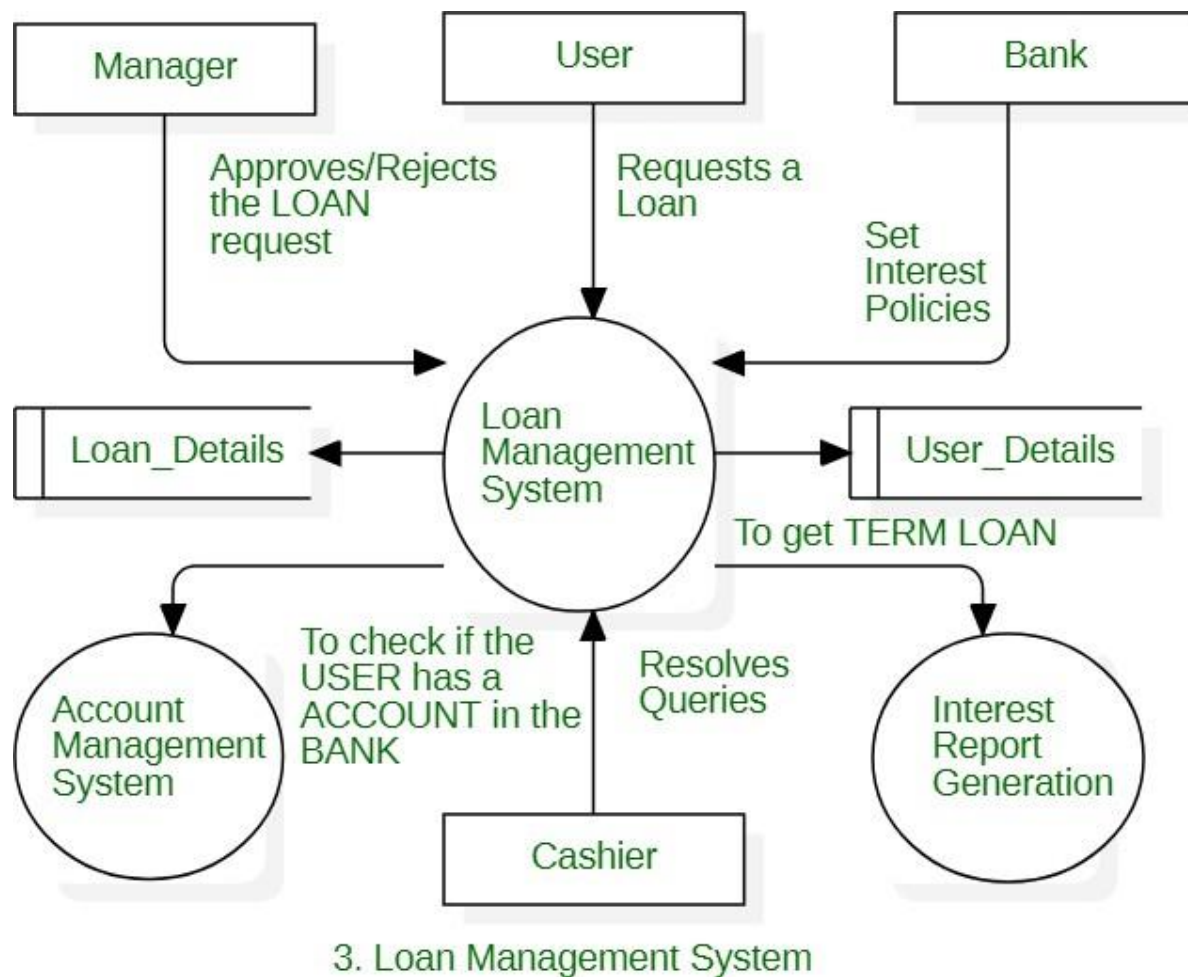 Manager
User
Bank
Approves/Rejects
the LOAN
request
Requests a
Loan
Set
Interest
Policies
Loan_Details
Loan
Management
System
User_Details
To get TERM LOAN
Account
Management
System
To check if the
USER has a
ACCOUNT in the
BANK
Resolves
Queries
Interest
Report
Generation
Cashier
3. Loan Management System